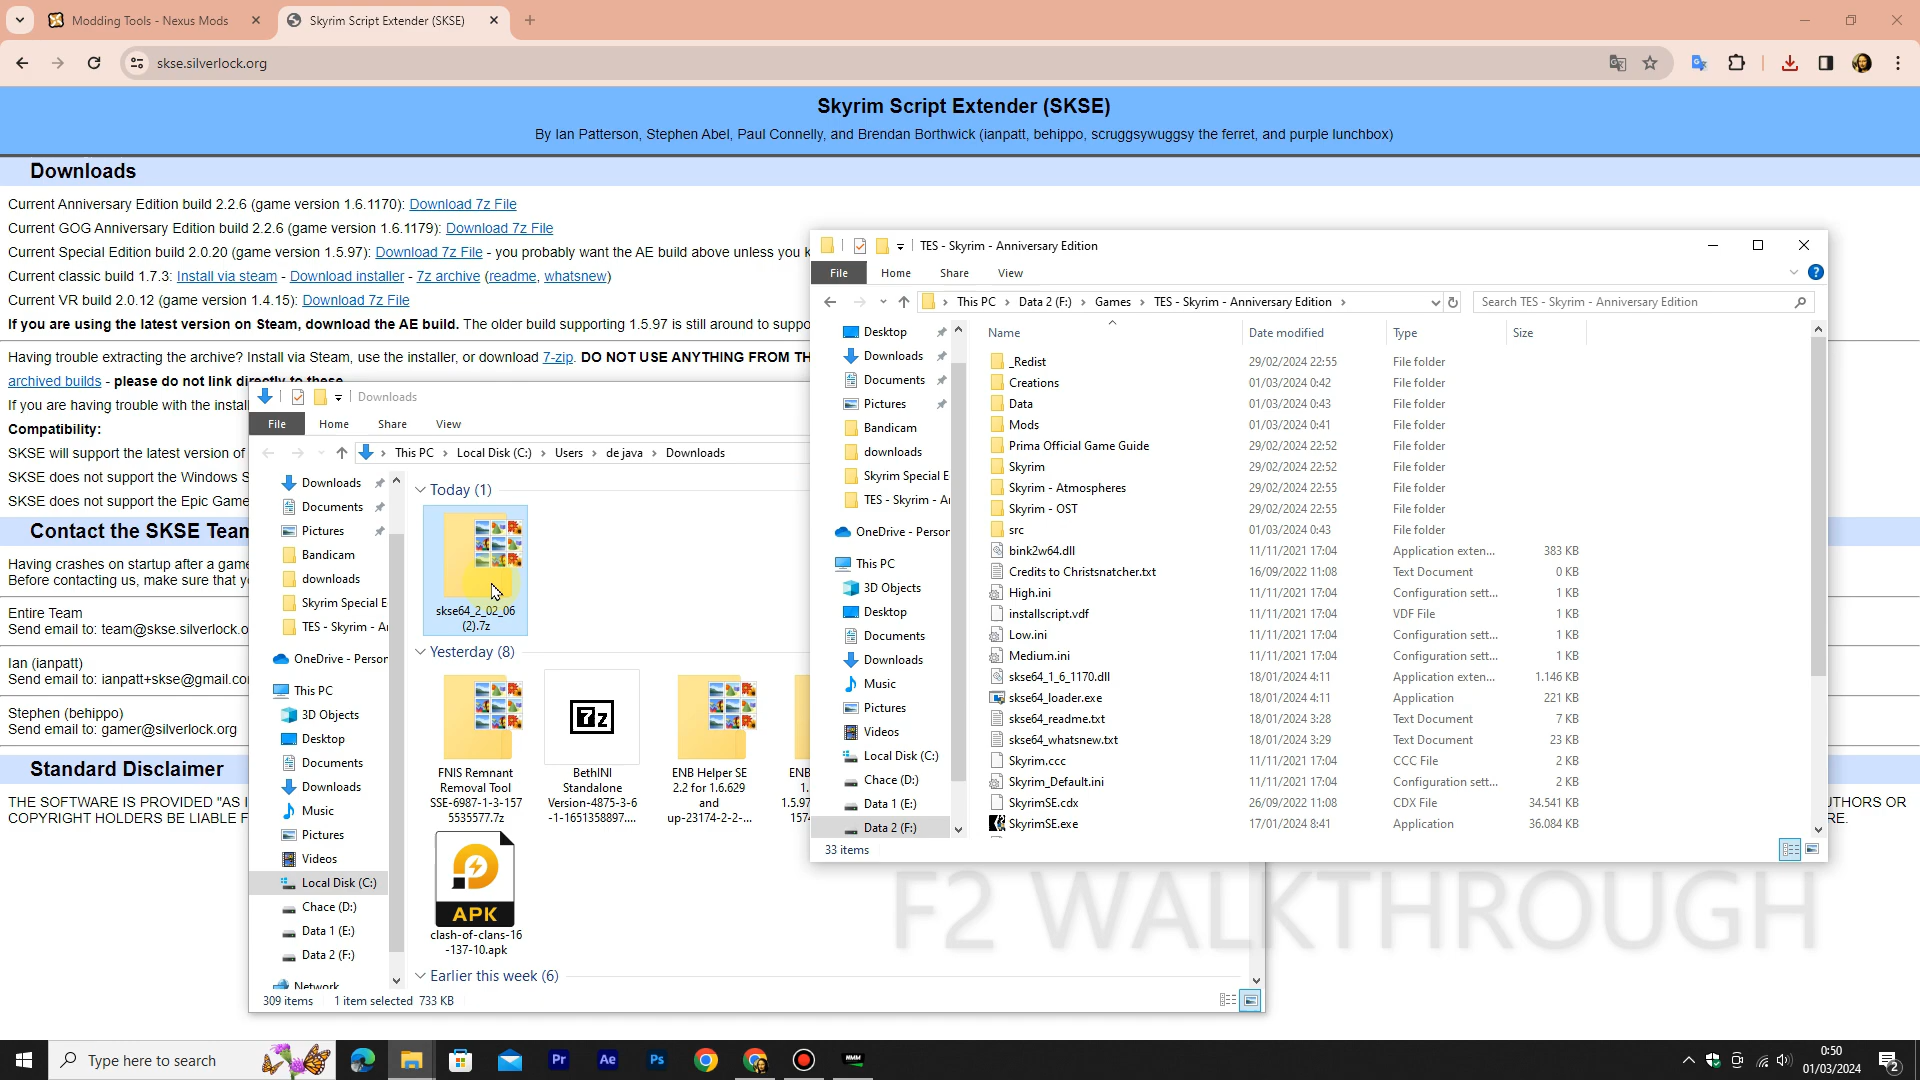 Modding Tools - Nexus Mods
Skyrim Script Extender (SKSE)
skse.silverlock.org
Skyrim Script Extender (SKSE)
By Ian Patterson, Stephen Abel, Paul Connelly, and Brendan Borthwick (ianpatt, behippo, scruggsywuggsy the ferret, and purple lunchbox)
Downloads
Current Anniversary Edition build 2.2.6 (game version 1.6.1170): Download 7z File
Current GOG Anniversary Edition build 2.2.6 (game version 1.6.1179): Download 7z File
Current Special Edition build 2.0.20 (game version 1.5.97): Download 7z File - you probably want the AE build above unless you k
Current classic build 1.7.3: Install via steam - Download installer - 7z archive (readme, whatsnew)
Current VR build 2.0.12 (game version 1.4.15): Download 7z File
If you are using the latest version on Steam, download the AE build. The older build supporting 1.5.97 is still around to suppo
Having trouble extracting the archive? Install via Steam, use the installer, or download 7-zip. DO NOT USE ANYTHING FROM TH
archived builds - please do not link directly to these
If you are having trouble with the instal
Compatibility:
SKSE will support the latest version of
SKSE does not support the Windows S
SKSE does not support the Epic Game
Contact the SKSE Tean
Having crashes on startup after a game
Before contacting us, make sure that y
Entire Team
Send email to: team@skse.silverlock.o
Ian (ianpatt)
Send email to: ianpatt+skse@gmail.co
Stephen (behippo)
Send email to: gamer@silverlock.org
Standard Disclaimer
THE SOFTWARE IS PROVIDED "AS I
COPYRIGHT HOLDERS BE LIABLE F
THORS OR
RE.
Downloads
File Home Share View
This PC > Local Disk (C:) > Users > de java > Downloads
Downloads
Documents
Pictures
Bandicam
downloads
Skyrim Special E
TES - Skyrim - A
OneDrive - Person
This PC
3D Objects
Desktop
Documents
Downloads
Music
Pictures
Videos
Local Disk (C:)
Chace (D:)
Data 1 (E:)
Data 2 (F:)
Network
Today (1)
skse64_2_02_06
(2).7z
Yesterday (8)
FNIS Remnant
Removal Tool
SSE-6987-1-3-157
5535577.7z
BethINI
Standalone
Version-4875-3-6
-1-1651358897....
ENB Helper SE
2.2 for 1.6.629
and
up-23174-2-2-...
ENB
1.
1.5.97
1574
7z
APK
clash-of-clans-16
-137-10.apk
Earlier this week (6)
309 items 1 item selected 733 KB
TES - Skyrim - Anniversary Edition
File Home Share View
This PC > Data 2 (F:) > Games > TES - Skyrim - Anniversary Edition >
Search TES - Skyrim - Anniversary Edition
Desktop
Downloads
Documents
Pictures
Bandicam
downloads
Skyrim Special E
TES - Skyrim - A
OneDrive - Person
This PC
3D Objects
Desktop
Documents
Downloads
Music
Pictures
Videos
Local Disk (C:)
Chace (D:)
Data 1 (E:)
Data 2 (F:)
Name Date modified Type Size
_Redist 29/02/2024 22:55 File folder
Creations 01/03/2024 0:42 File folder
Data 01/03/2024 0:43 File folder
Mods 01/03/2024 0:41 File folder
Prima Official Game Guide 29/02/2024 22:52 File folder
Skyrim 29/02/2024 22:52 File folder
Skyrim - Atmospheres 29/02/2024 22:55 File folder
Skyrim - OST 29/02/2024 22:55 File folder
src 01/03/2024 0:43 File folder
bink2w64.dll 11/11/2021 17:04 Application exten... 383 KB
Credits to Christsnatcher.txt 16/09/2022 11:08 Text Document 0 KB
High.ini 11/11/2021 17:04 Configuration sett... 1 KB
installscript.vdf 11/11/2021 17:04 VDF File 1 KB
Low.ini 11/11/2021 17:04 Configuration sett... 1 KB
Medium.ini 11/11/2021 17:04 Configuration sett... 1 KB
skse64_1_6_1170.dll 18/01/2024 4:11 Application exten... 1.146 KB
skse64_loader.exe 18/01/2024 4:11 Application 221 KB
skse64_readme.txt 18/01/2024 3:28 Text Document 7 KB
skse64_whatsnew.txt 18/01/2024 3:29 Text Document 23 KB
Skyrim.ccc 11/11/2021 17:04 CCC File 2 KB
Skyrim_Default.ini 11/11/2021 17:04 Configuration sett... 2 KB
SkyrimSE.cdx 26/09/2022 11:08 CDX File 34.541 KB
SkyrimSE.exe 17/01/2024 8:41 Application 36.084 KB
33 items
F2 WALKTHROUGH
Type here to search
Pr
Ae
Ps
NMM
0:50
01/03/2024
2